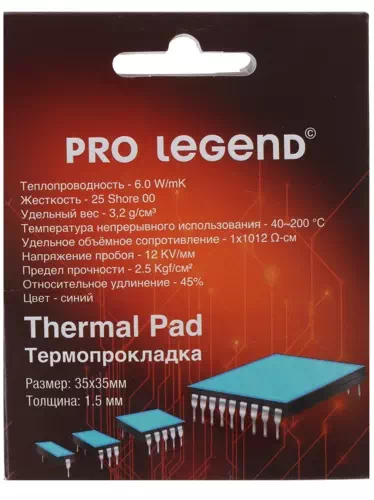 PRO LEGEND©
Теплопроводность - 6.0 W/mK
Жесткость - 25 Shore 00
Удельный вес - 3,2 g/cм³
Температура непрерывного использования - 40~200 °C
Удельное объёмное сопротивление - 1x1012 Ω-см
Напряжение пробоя - 12 KV/мм
Предел прочности - 2.5 Kgf/см²
Относительное удлинение - 45%
Цвет - синий
Thermal Pad
Термопрокладка
Размер: 35x35мм
Толщина: 1.5 мм